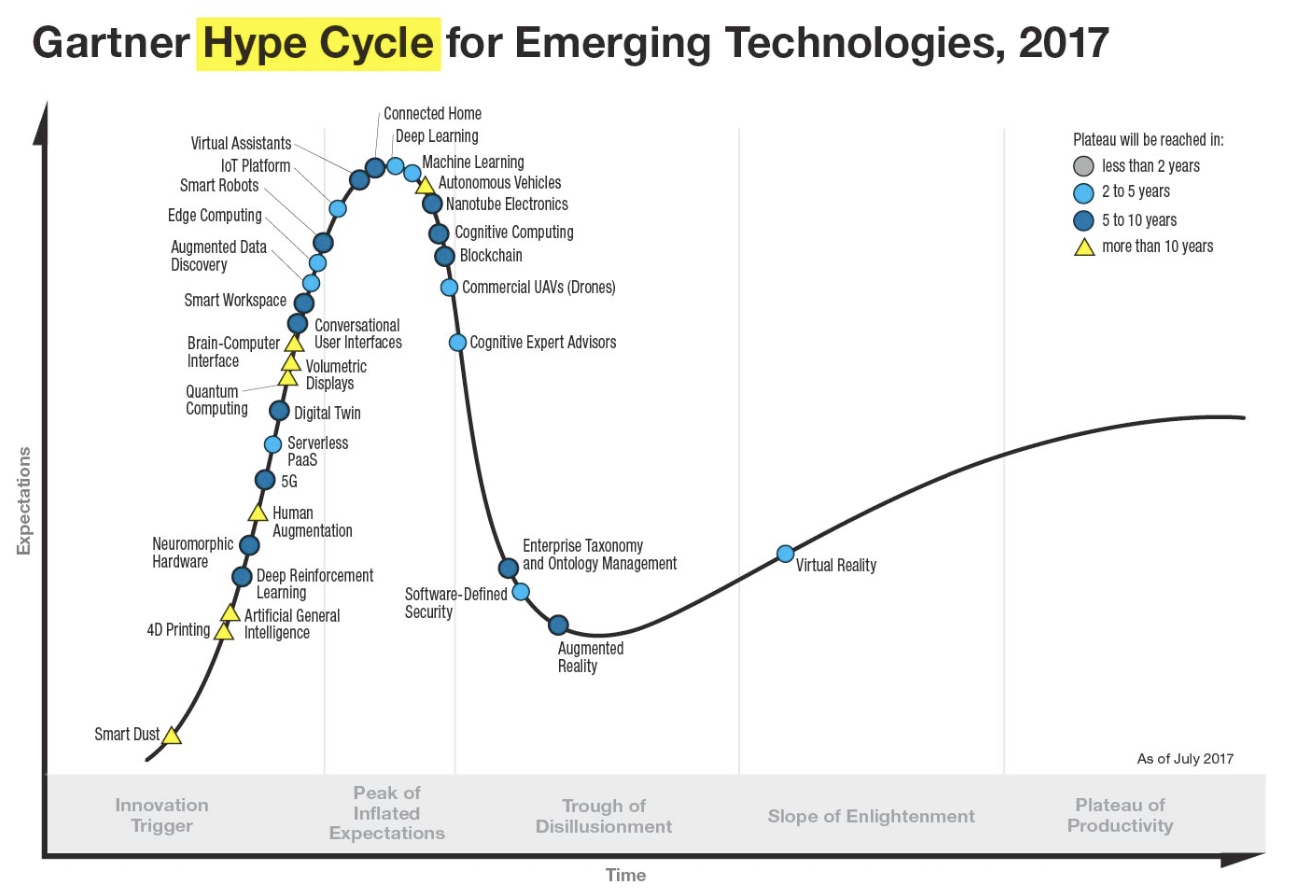 Gartner Hype Cycle for Emerging Technologies, 2017
Connected Home
Deep Learning
Virtual Assistants
Machine Learning
IoT Platform
Autonomous Vehicles
Smart Robots
Nanotube Electronics
Edge Computing
Cognitive Computing
Augmented Data
Discovery
Blockchain
Commercial UAVs (Drones)
Smart Workspace
Conversational
User Interfaces
Brain-Computer
Interface
Cognitive Expert Advisors
Volumetric
Displays
Quantum
Computing
Digital Twin
Serverless
PaaS
5G
Human
Augmentation
Neuromorphic
Hardware
Deep Reinforcement
Learning
Artificial General
Intelligence
4D Printing
Smart Dust
Enterprise Taxonomy
and Ontology Management
Software-Defined
Security
Augmented
Reality
Virtual Reality
Plateau will be reached in:
less than 2 years
2 to 5 years
5 to 10 years
more than 10 years
As of July 2017
Expectations
Innovation
Trigger
Peak of
Inflated
Expectations
Trough of
Disillusionment
Slope of Enlightenment
Plateau of
Productivity
Time